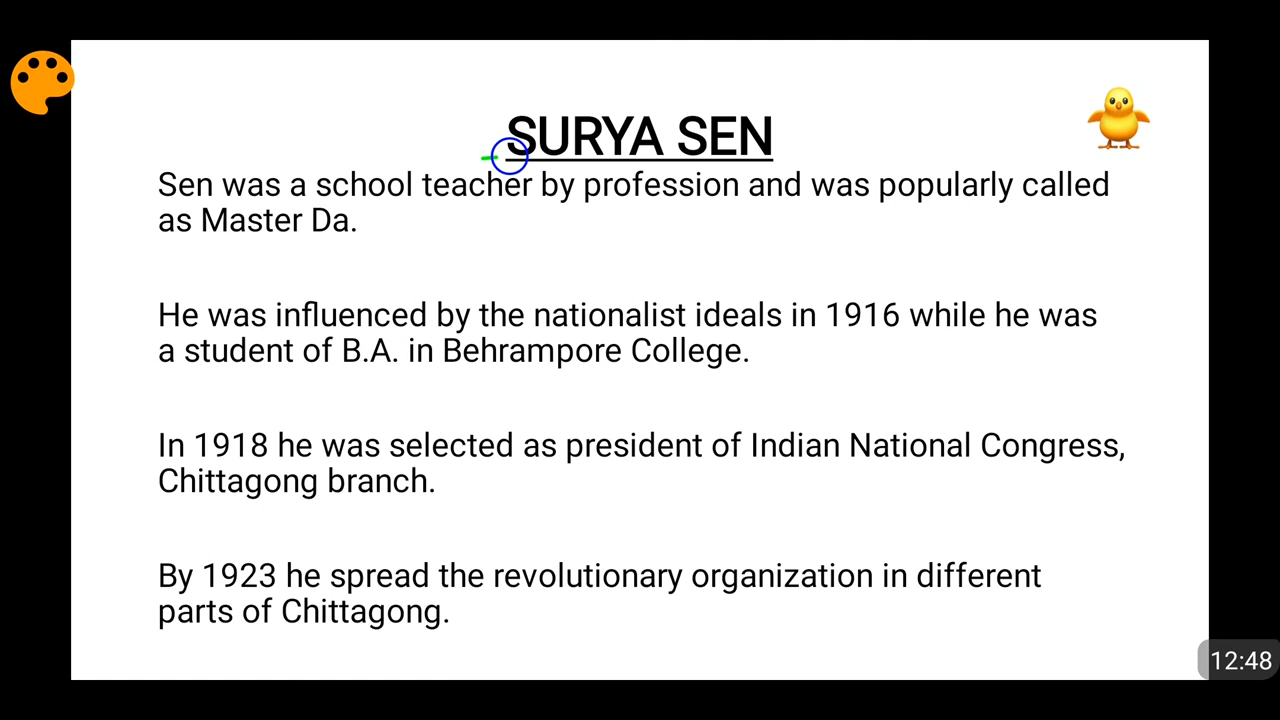 SURYA SEN
Sen was a school teacher by profession and was popularly called
as Master Da.
He was influenced by the nationalist ideals in 1916 while he was
a student of B.A. in Behrampore College.
In 1918 he was selected as president of Indian National Congress,
Chittagong branch.
By 1923 he spread the revolutionary organization in different
parts of Chittagong.
12:48